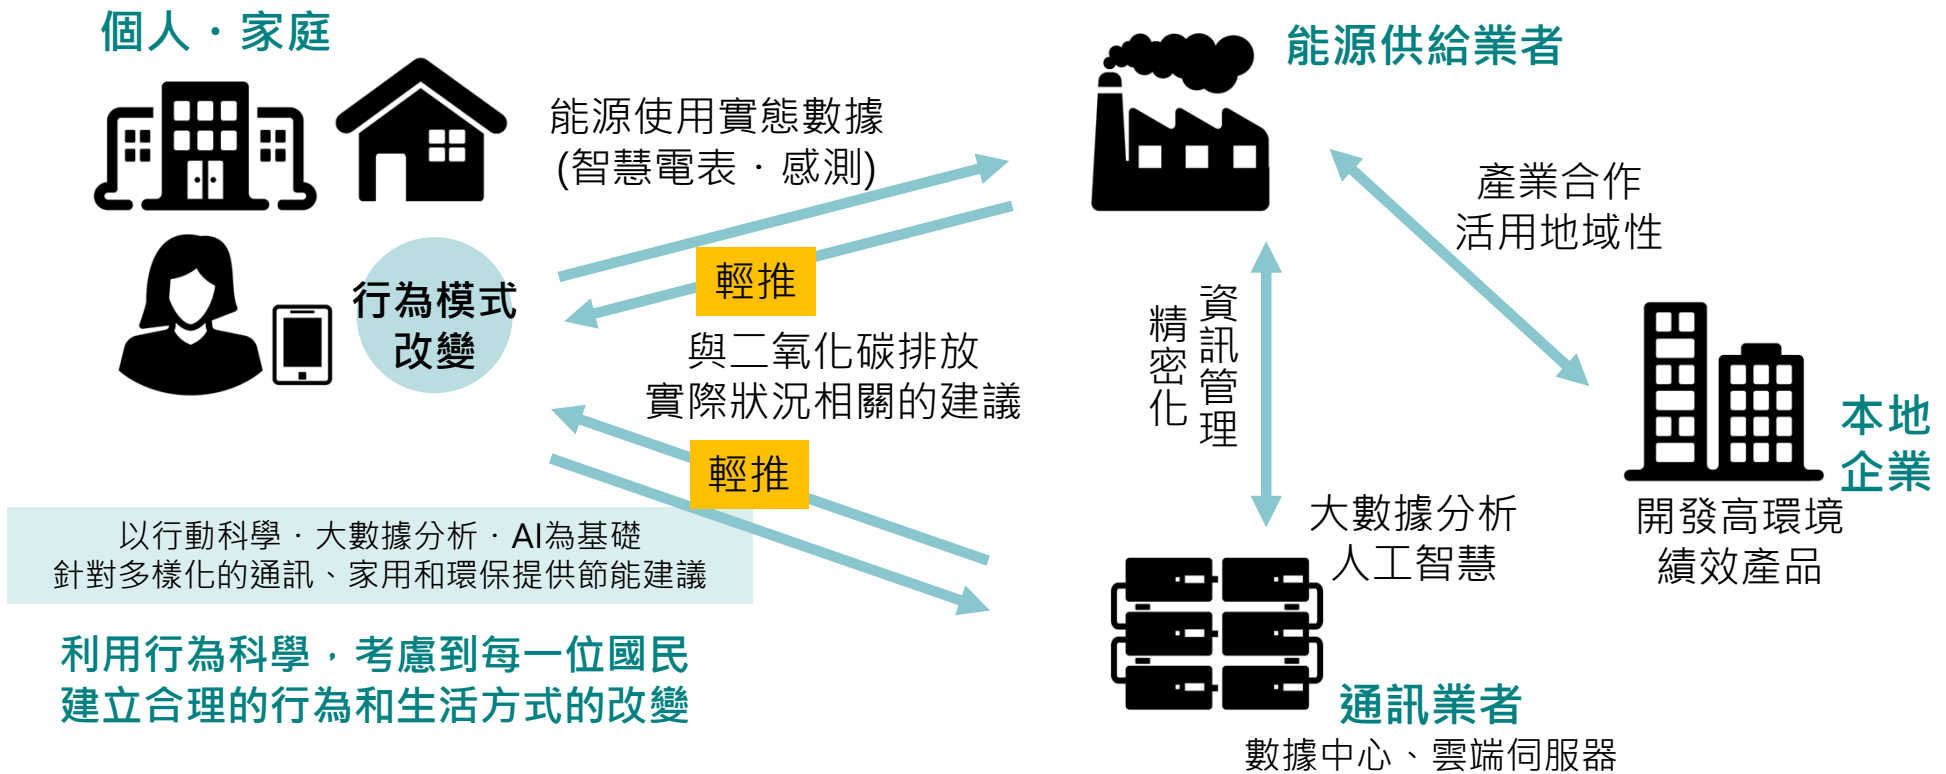 個人・家庭
能源供給業者
能源使用實態數據
(智慧電表・感測)
產業合作
活用地域性
輕推
行為模式
改變
與二氧化碳排放
實際狀況相關的建議
資訊管理
精密化
輕推
本地
企業
開發高環境
績效產品
大數據分析
人工智慧
以行動科學・大數據分析・AI為基礎
針對多樣化的通訊、家用和環保提供節能建議
利用行為科學，考慮到每一位國民
建立合理的行為和生活方式的改變
通訊業者
數據中心、雲端伺服器